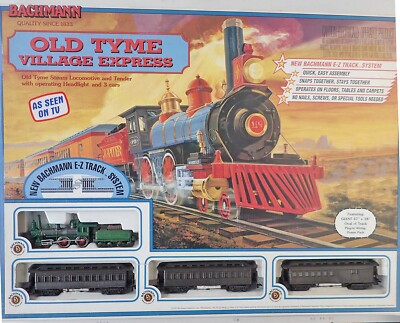 BACHMANN
QUALITY SINCE 1833
OLD TYME
VILLAGE EXPRESS
Old Tyme Steam Locomotive and Tender
with operating Headlight and 3 cars
AS SEEN
ON TV
NEW BACHMANN E-Z TRACK SYSTEM
QUICK, EASY ASSEMBLY
SNAPS TOGETHER, STAYS TOGETHER
OPERATES ON FLOORS, TABLES AND CARPETS
NO NAILS, SCREWS, OR SPECIAL TOOLS NEEDED
NEW BACHMANN E-Z TRACK SYSTEM